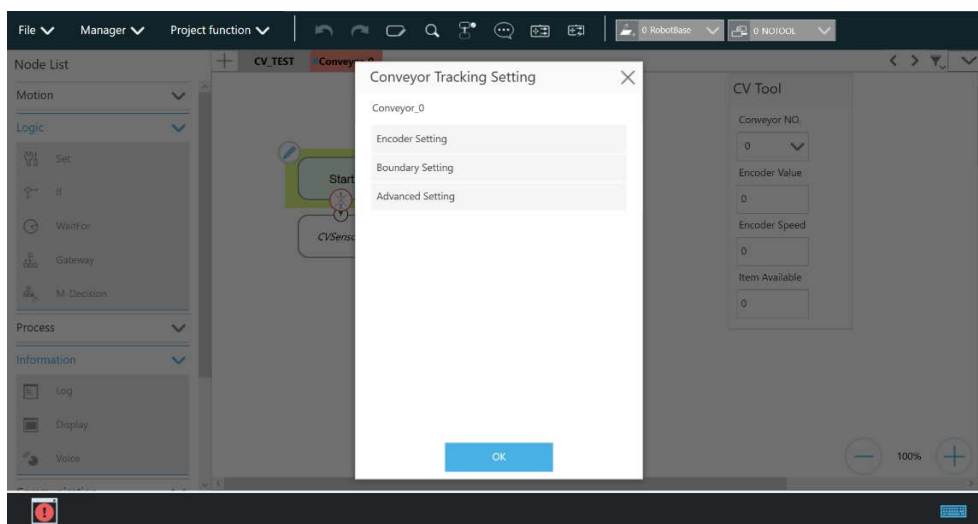 File Manager Project function 0 RobotBase 0 NOTOOL
Node List
CV_TEST
Motion
Logic
Set
If
WaitFor
Gateway
M-Decision
Process
Information
Log
Display
Voice
Start
Conveyor Tracking Setting
Conveyor_0
Encoder Setting
Boundary Setting
Advanced Setting
OK
CV Tool
Conveyor NO.
0
Encoder Value
0
Encoder Speed
0
Item Available
0
100%